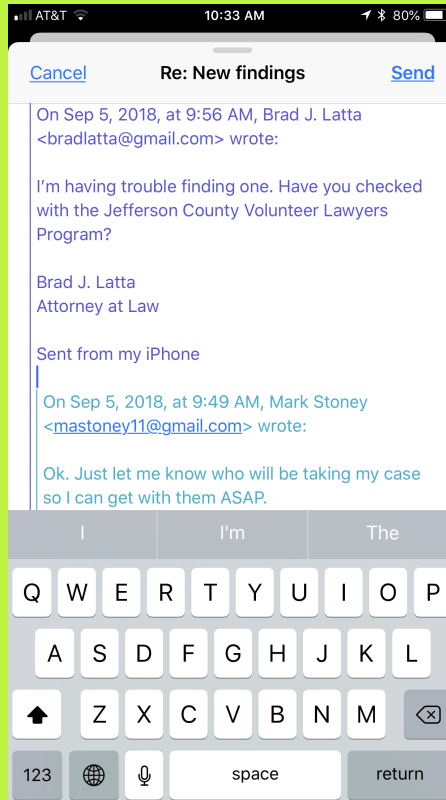 AT&T 10:33 AM 80%
Cancel Re: New findings Send
On Sep 5, 2018, at 9:56 AM, Brad J. Latta
<bradlatta@gmail.com> wrote:
I'm having trouble finding one. Have you checked
with the Jefferson County Volunteer Lawyers
Program?
Brad J. Latta
Attorney at Law
Sent from my iPhone
On Sep 5, 2018, at 9:49 AM, Mark Stoney
<mastoney11@gmail.com> wrote:
Ok. Just let me know who will be taking my case
so I can get with them ASAP.
I I'm The
Q W E R T Y U I O P
A S D F G H J K L
Z X C V B N M
123 space return